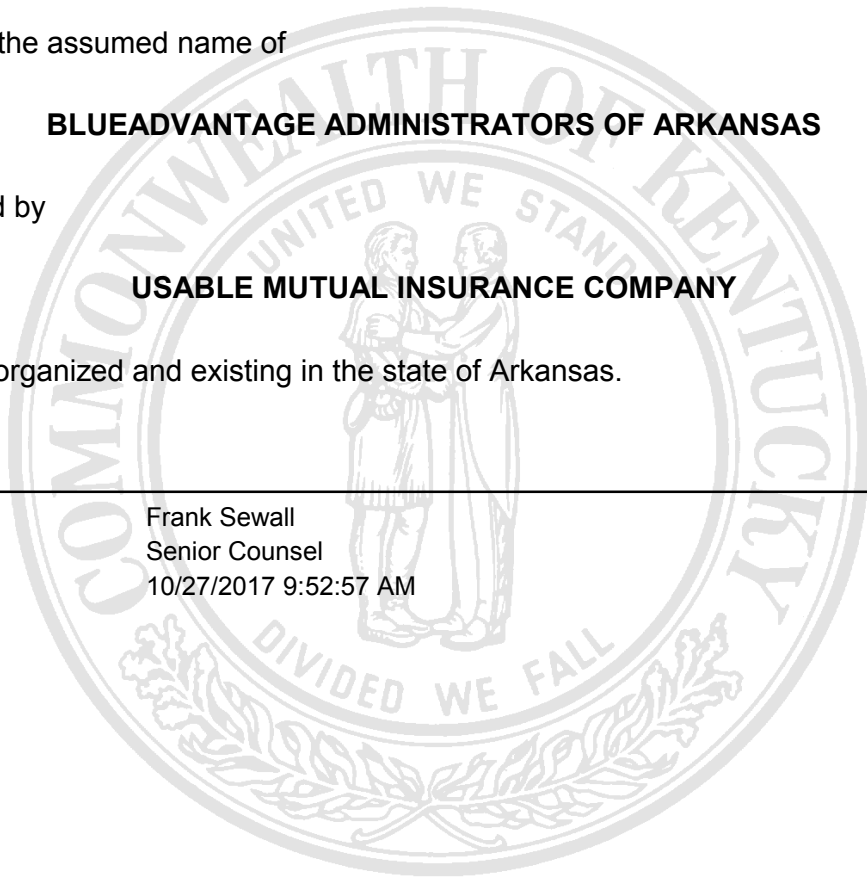 the assumed name of
BLUEADVANTAGE ADMINISTRATORS OF ARKANSAS
d by
USABLE MUTUAL INSURANCE COMPANY
organized and existing in the state of Arkansas.
Frank Sewall
Senior Counsel
10/27/2017 9:52:57 AM
COMMONWEALTH OF KENTUCKY
UNITED WE STAND
DIVIDED WE FALL